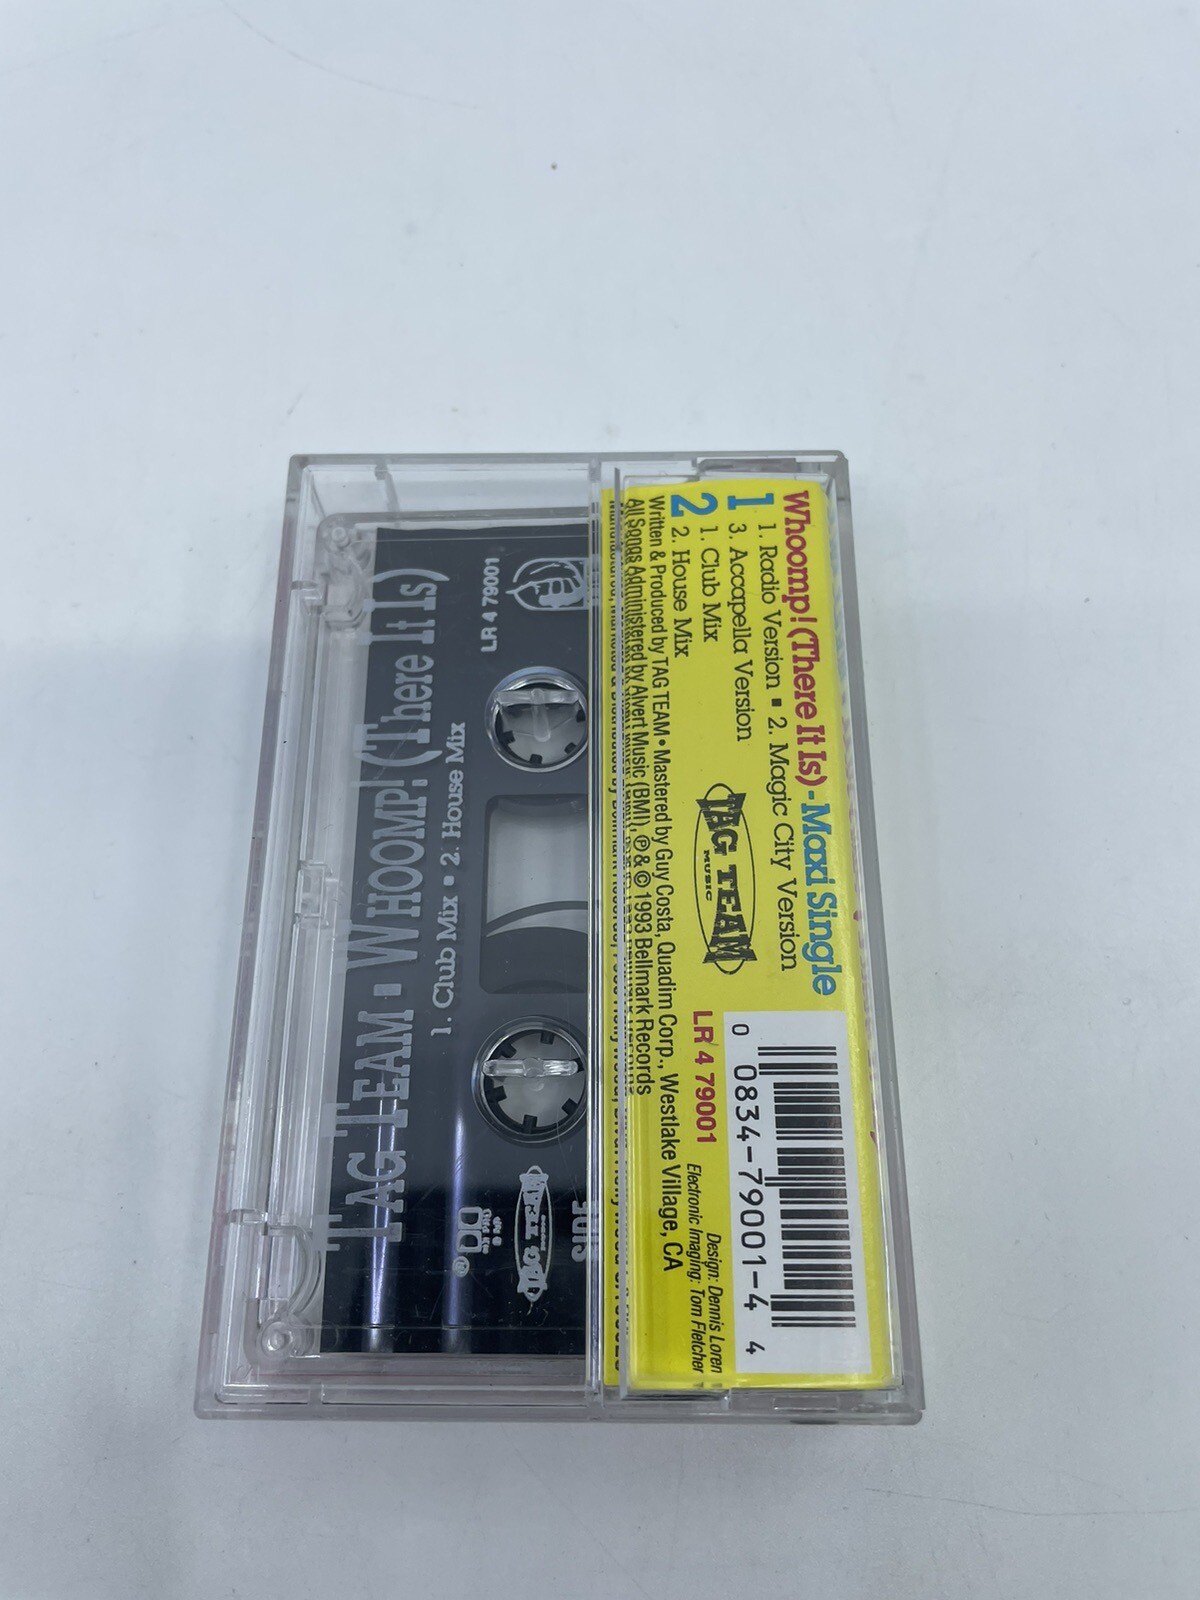 Whoomp! (There It Is) - Maxi Single
1 1. Radio Version ▪ 2. Magic City Version
3. Accapella Version
2 1. Club Mix
2. House Mix
TAG TEAM
MUSIC
LR 4 79001
0 0834-79001-4 4
Design: Dennis Loren
Electronic Imaging: Tom Fletcher
Written & Produced by TAG TEAM • Mastered by Guy Costa, Quadim Corp., Westlake Village, CA
All Songs Administered by Alvert Music (BMI), ℗ & © 1993 Bellmark Records
LR 4 79001
SIDE
TAG TEAM
1. Club Mix ▪ 2. House Mix
TAG TEAM ▪ WHOOMP! (There It Is)